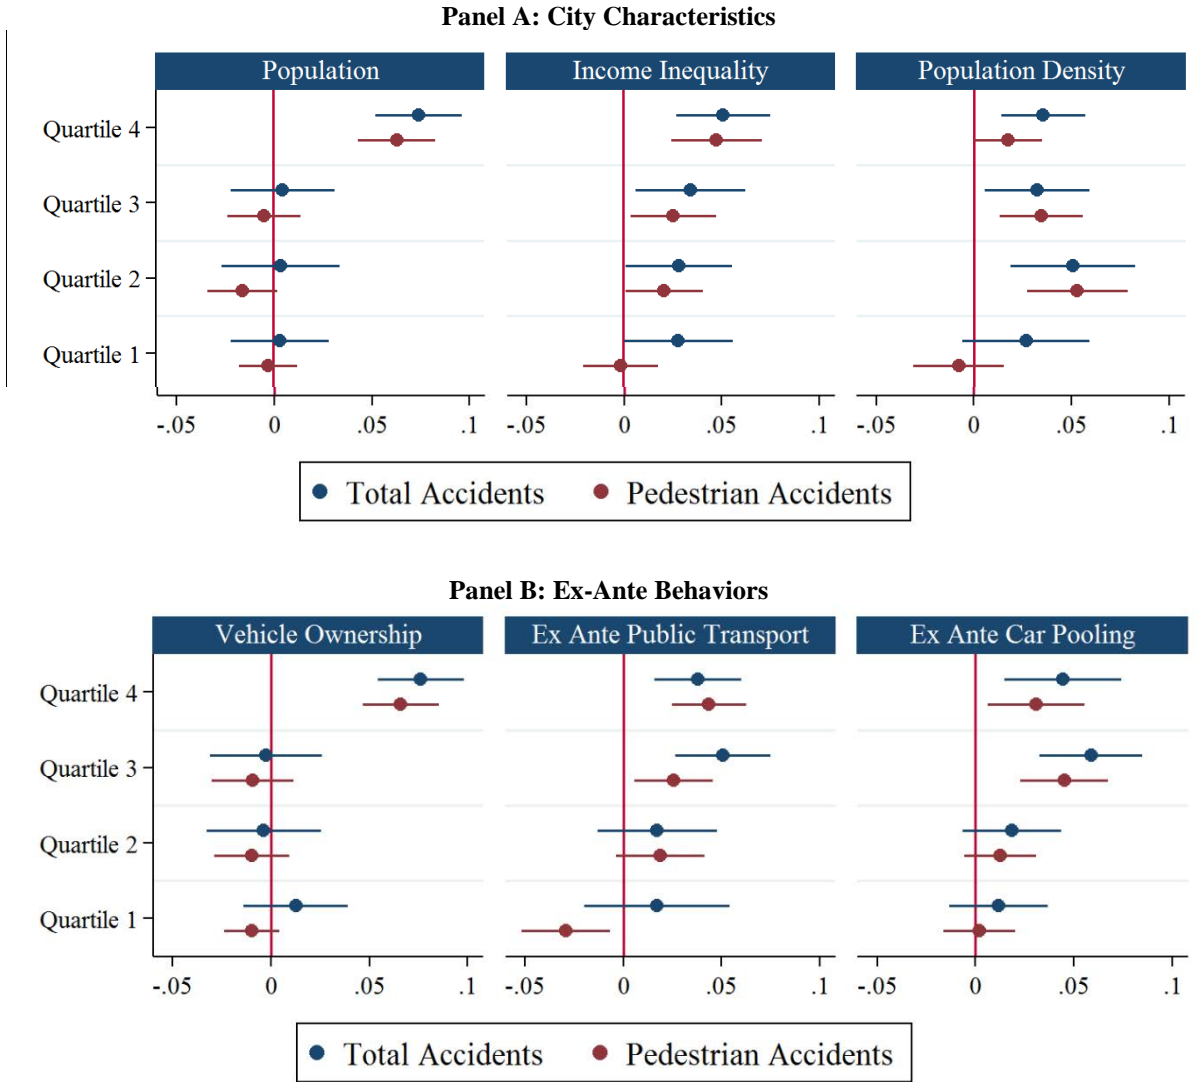 Panel A: City Characteristics
Population Income Inequality Population Density
Quartile 4
Quartile 3
Quartile 2
Quartile 1
-.05 0 .05 .1 -.05 0 .05 .1 -.05 0 .05 .1
Total Accidents Pedestrian Accidents
Panel B: Ex-Ante Behaviors
Vehicle Ownership Ex Ante Public Transport Ex Ante Car Pooling
Quartile 4
Quartile 3
Quartile 2
Quartile 1
-.05 0 .05 .1 -.05 0 .05 .1 -.05 0 .05 .1
Total Accidents Pedestrian Accidents